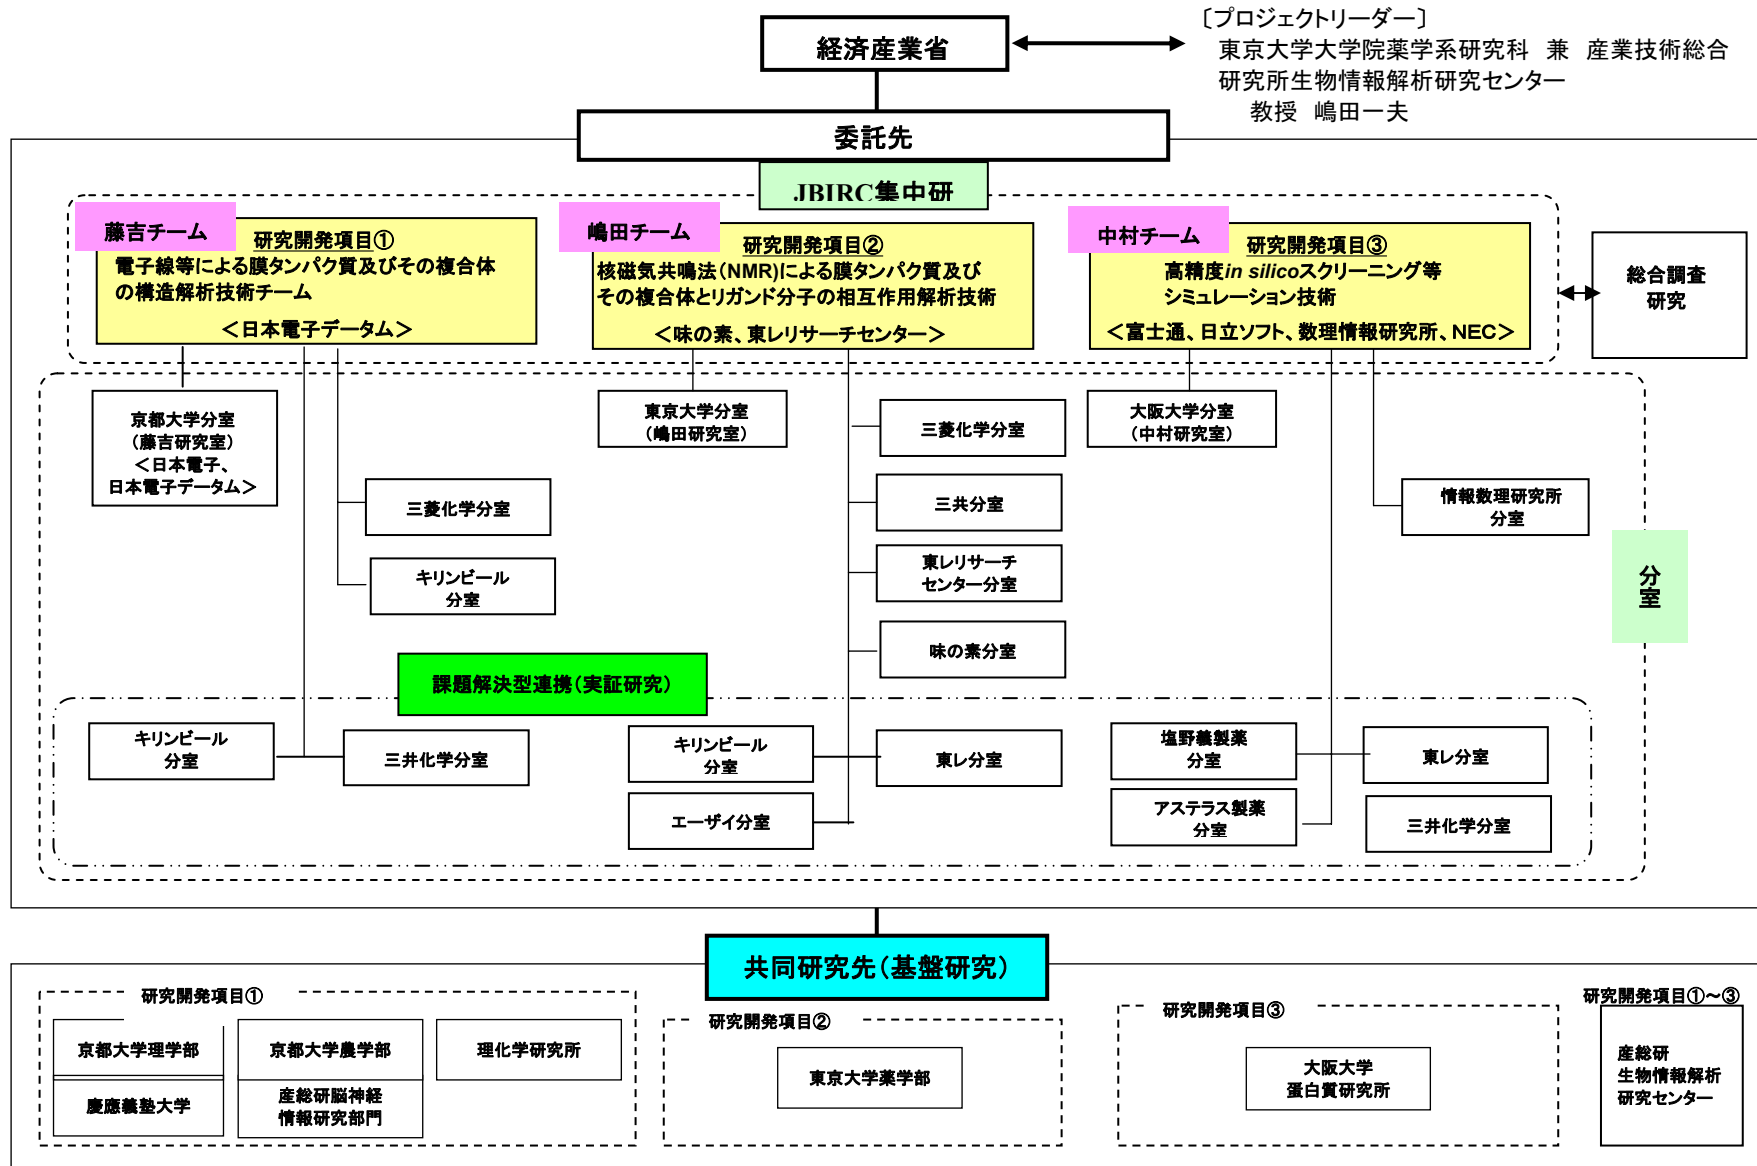 経済産業省
〔プロジェクトリーダー〕
東京大学大学院薬学系研究科 兼 産業技術総合
研究所生物情報解析研究センター
教授 嶋田一夫
委託先
JBIRC集中研
藤吉チーム
研究開発項目①
電子線等による膜タンパク質及びその複合体
の構造解析技術チーム
＜日本電子データム＞
嶋田チーム
研究開発項目②
核磁気共鳴法(NMR)による膜タンパク質及び
その複合体とリガンド分子の相互作用解析技術
＜味の素、東レリサーチセンター＞
中村チーム
研究開発項目③
高精度in silicoスクリーニング等
シミュレーション技術
＜富士通、日立ソフト、数理情報研究所、NEC＞
総合調査
研究
京都大学分室
(藤吉研究室)
＜日本電子、
日本電子データム＞
三菱化学分室
キリンビール
分室
東京大学分室
(嶋田研究室)
三菱化学分室
三共分室
東レリサーチ
センター分室
味の素分室
大阪大学分室
(中村研究室)
情報数理研究所
分室
分
室
課題解決型連携(実証研究)
キリンビール
分室
三井化学分室
キリンビール
分室
東レ分室
エーザイ分室
塩野義製薬
分室
東レ分室
アステラス製薬
分室
三井化学分室
共同研究先(基盤研究)
研究開発項目①
京都大学理学部
京都大学農学部
理化学研究所
慶應義塾大学
産総研脳神経
情報研究部門
研究開発項目②
東京大学薬学部
研究開発項目③
大阪大学
蛋白質研究所
研究開発項目①～③
産総研
生物情報解析
研究センター